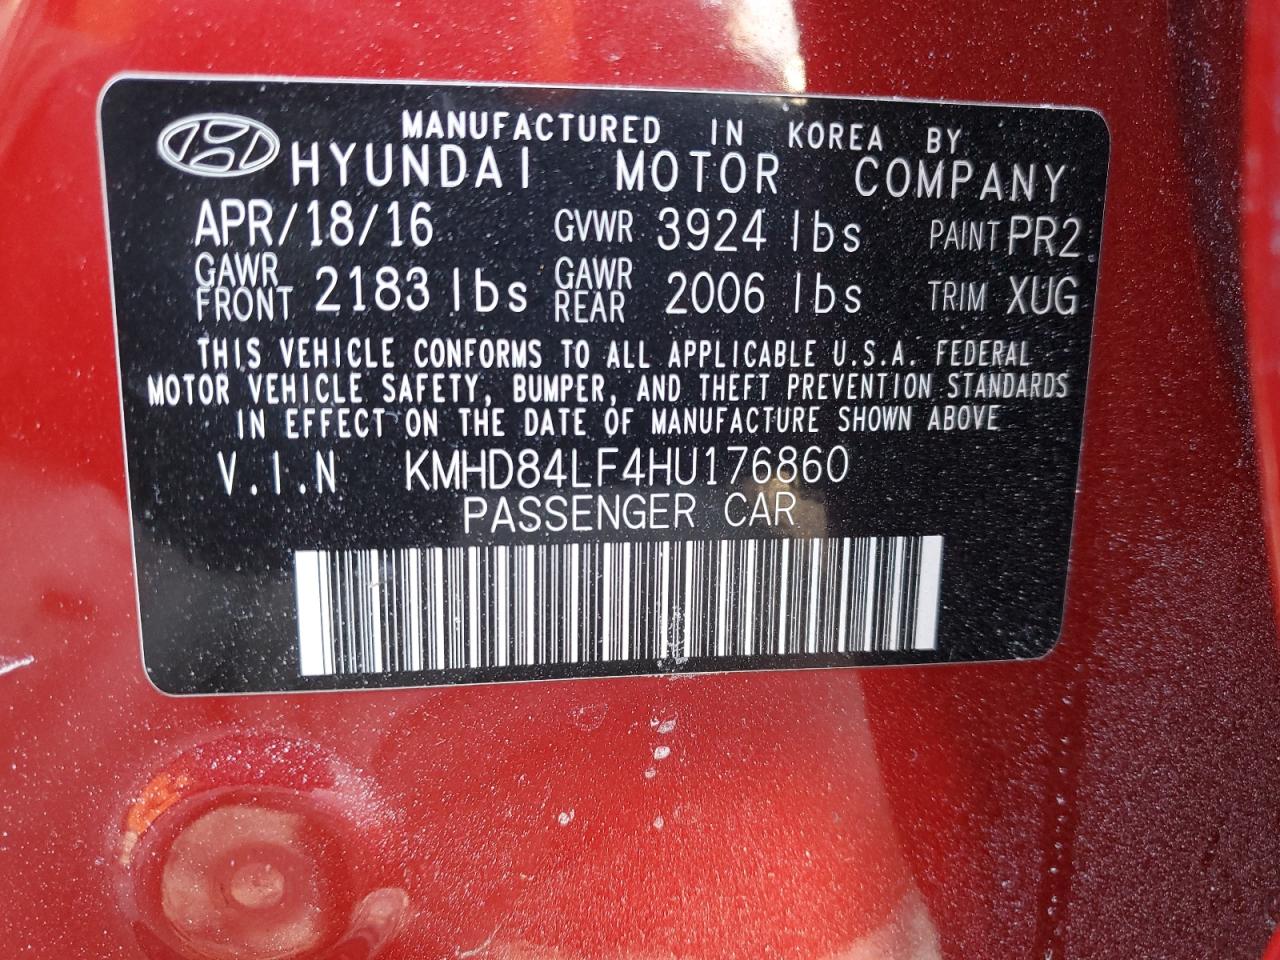 MANUFACTURED IN KOREA BY
HYUNDAI MOTOR COMPANY
APR/18/16 GVWR 3924 lbs PAINT PR2
GAWR FRONT 2183 lbs GAWR REAR 2006 lbs TRIM XUG
THIS VEHICLE CONFORMS TO ALL APPLICABLE U.S.A. FEDERAL
MOTOR VEHICLE SAFETY, BUMPER, AND THEFT PREVENTION STANDARDS
IN EFFECT ON THE DATE OF MANUFACTURE SHOWN ABOVE
V.I.N KMHD84LF4HU176860
PASSENGER CAR